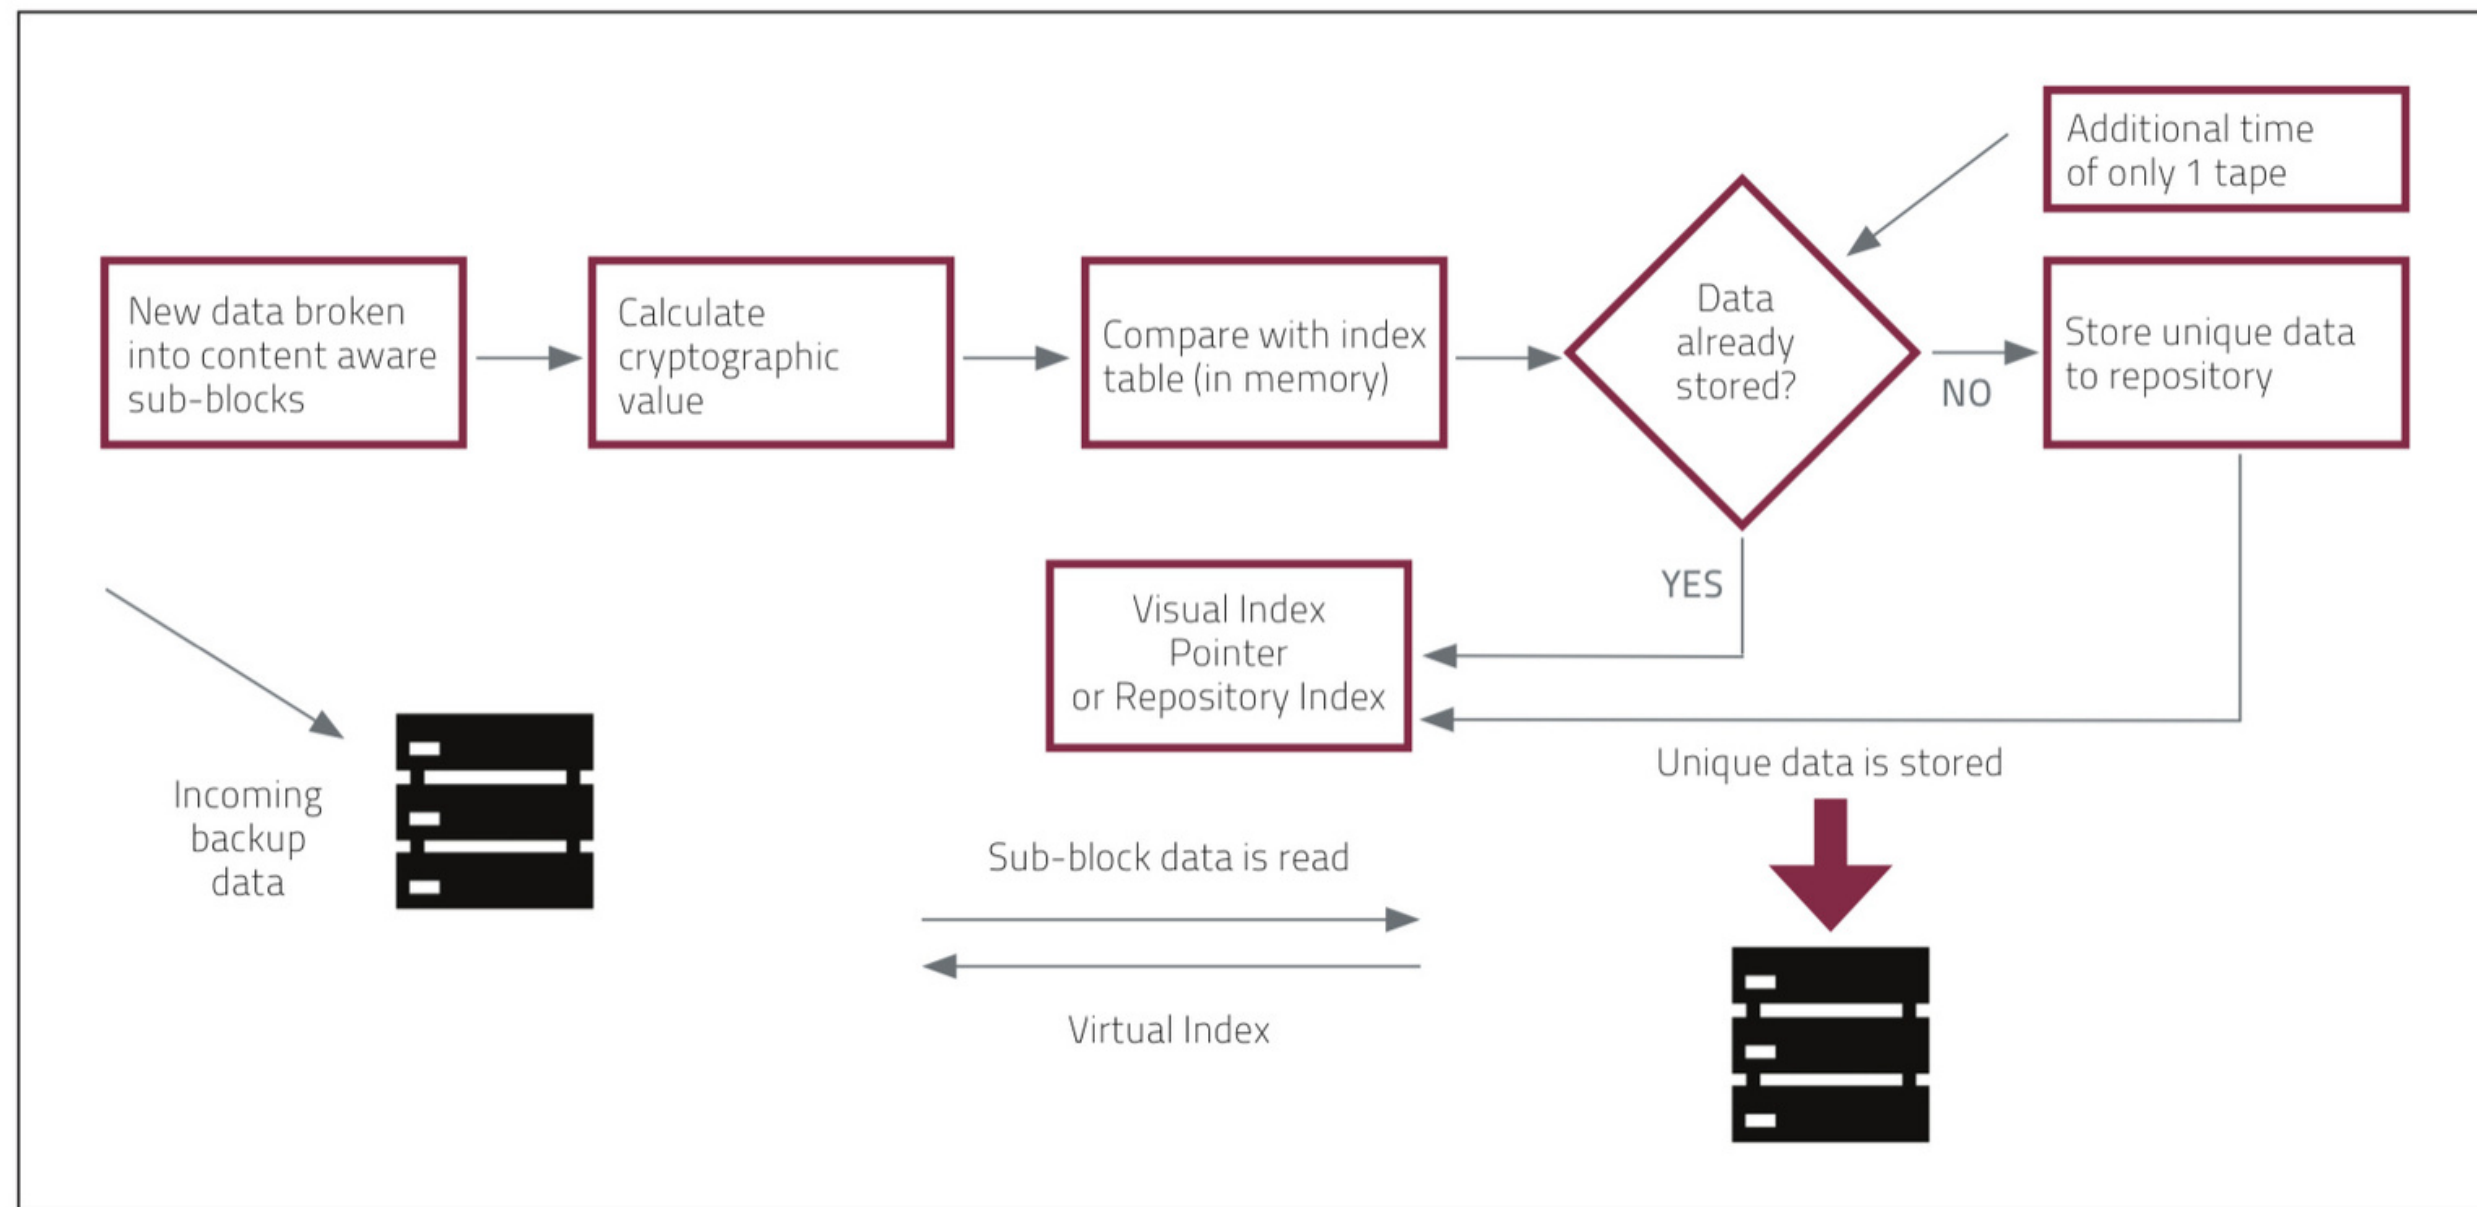 Additional time
of only 1 tape
New data broken
into content aware
sub-blocks
Calculate
cryptographic
value
Compare with index
table (in memory)
Data
already
stored?
NO
Store unique data
to repository
YES
Visual Index
Pointer
or Repository Index
Unique data is stored
Incoming
backup
data
Sub-block data is read
Virtual Index